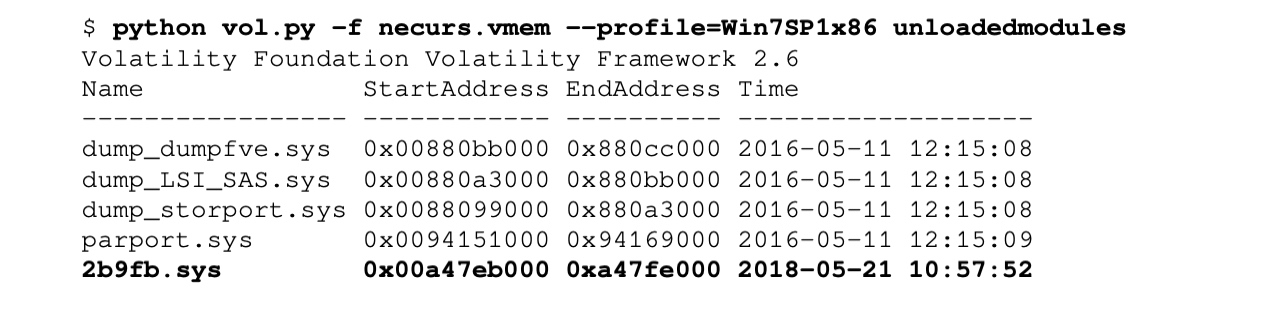 $ python vol.py -f necurs.vmem --profile=Win7SP1x86 unloadedmodules
Volatility Foundation Volatility Framework 2.6
Name             StartAddress EndAddress Time
----------------- ------------ ---------- -------------------
dump_dumpfve.sys  0x00880bb000 0x880cc000 2016-05-11 12:15:08
dump_LSI_SAS.sys  0x00880a3000 0x880bb000 2016-05-11 12:15:08
dump_storport.sys 0x0088099000 0x880a3000 2016-05-11 12:15:08
parport.sys       0x0094151000 0x94169000 2016-05-11 12:15:09
2b9fb.sys         0x00a47eb000 0xa47fe000 2018-05-21 10:57:52